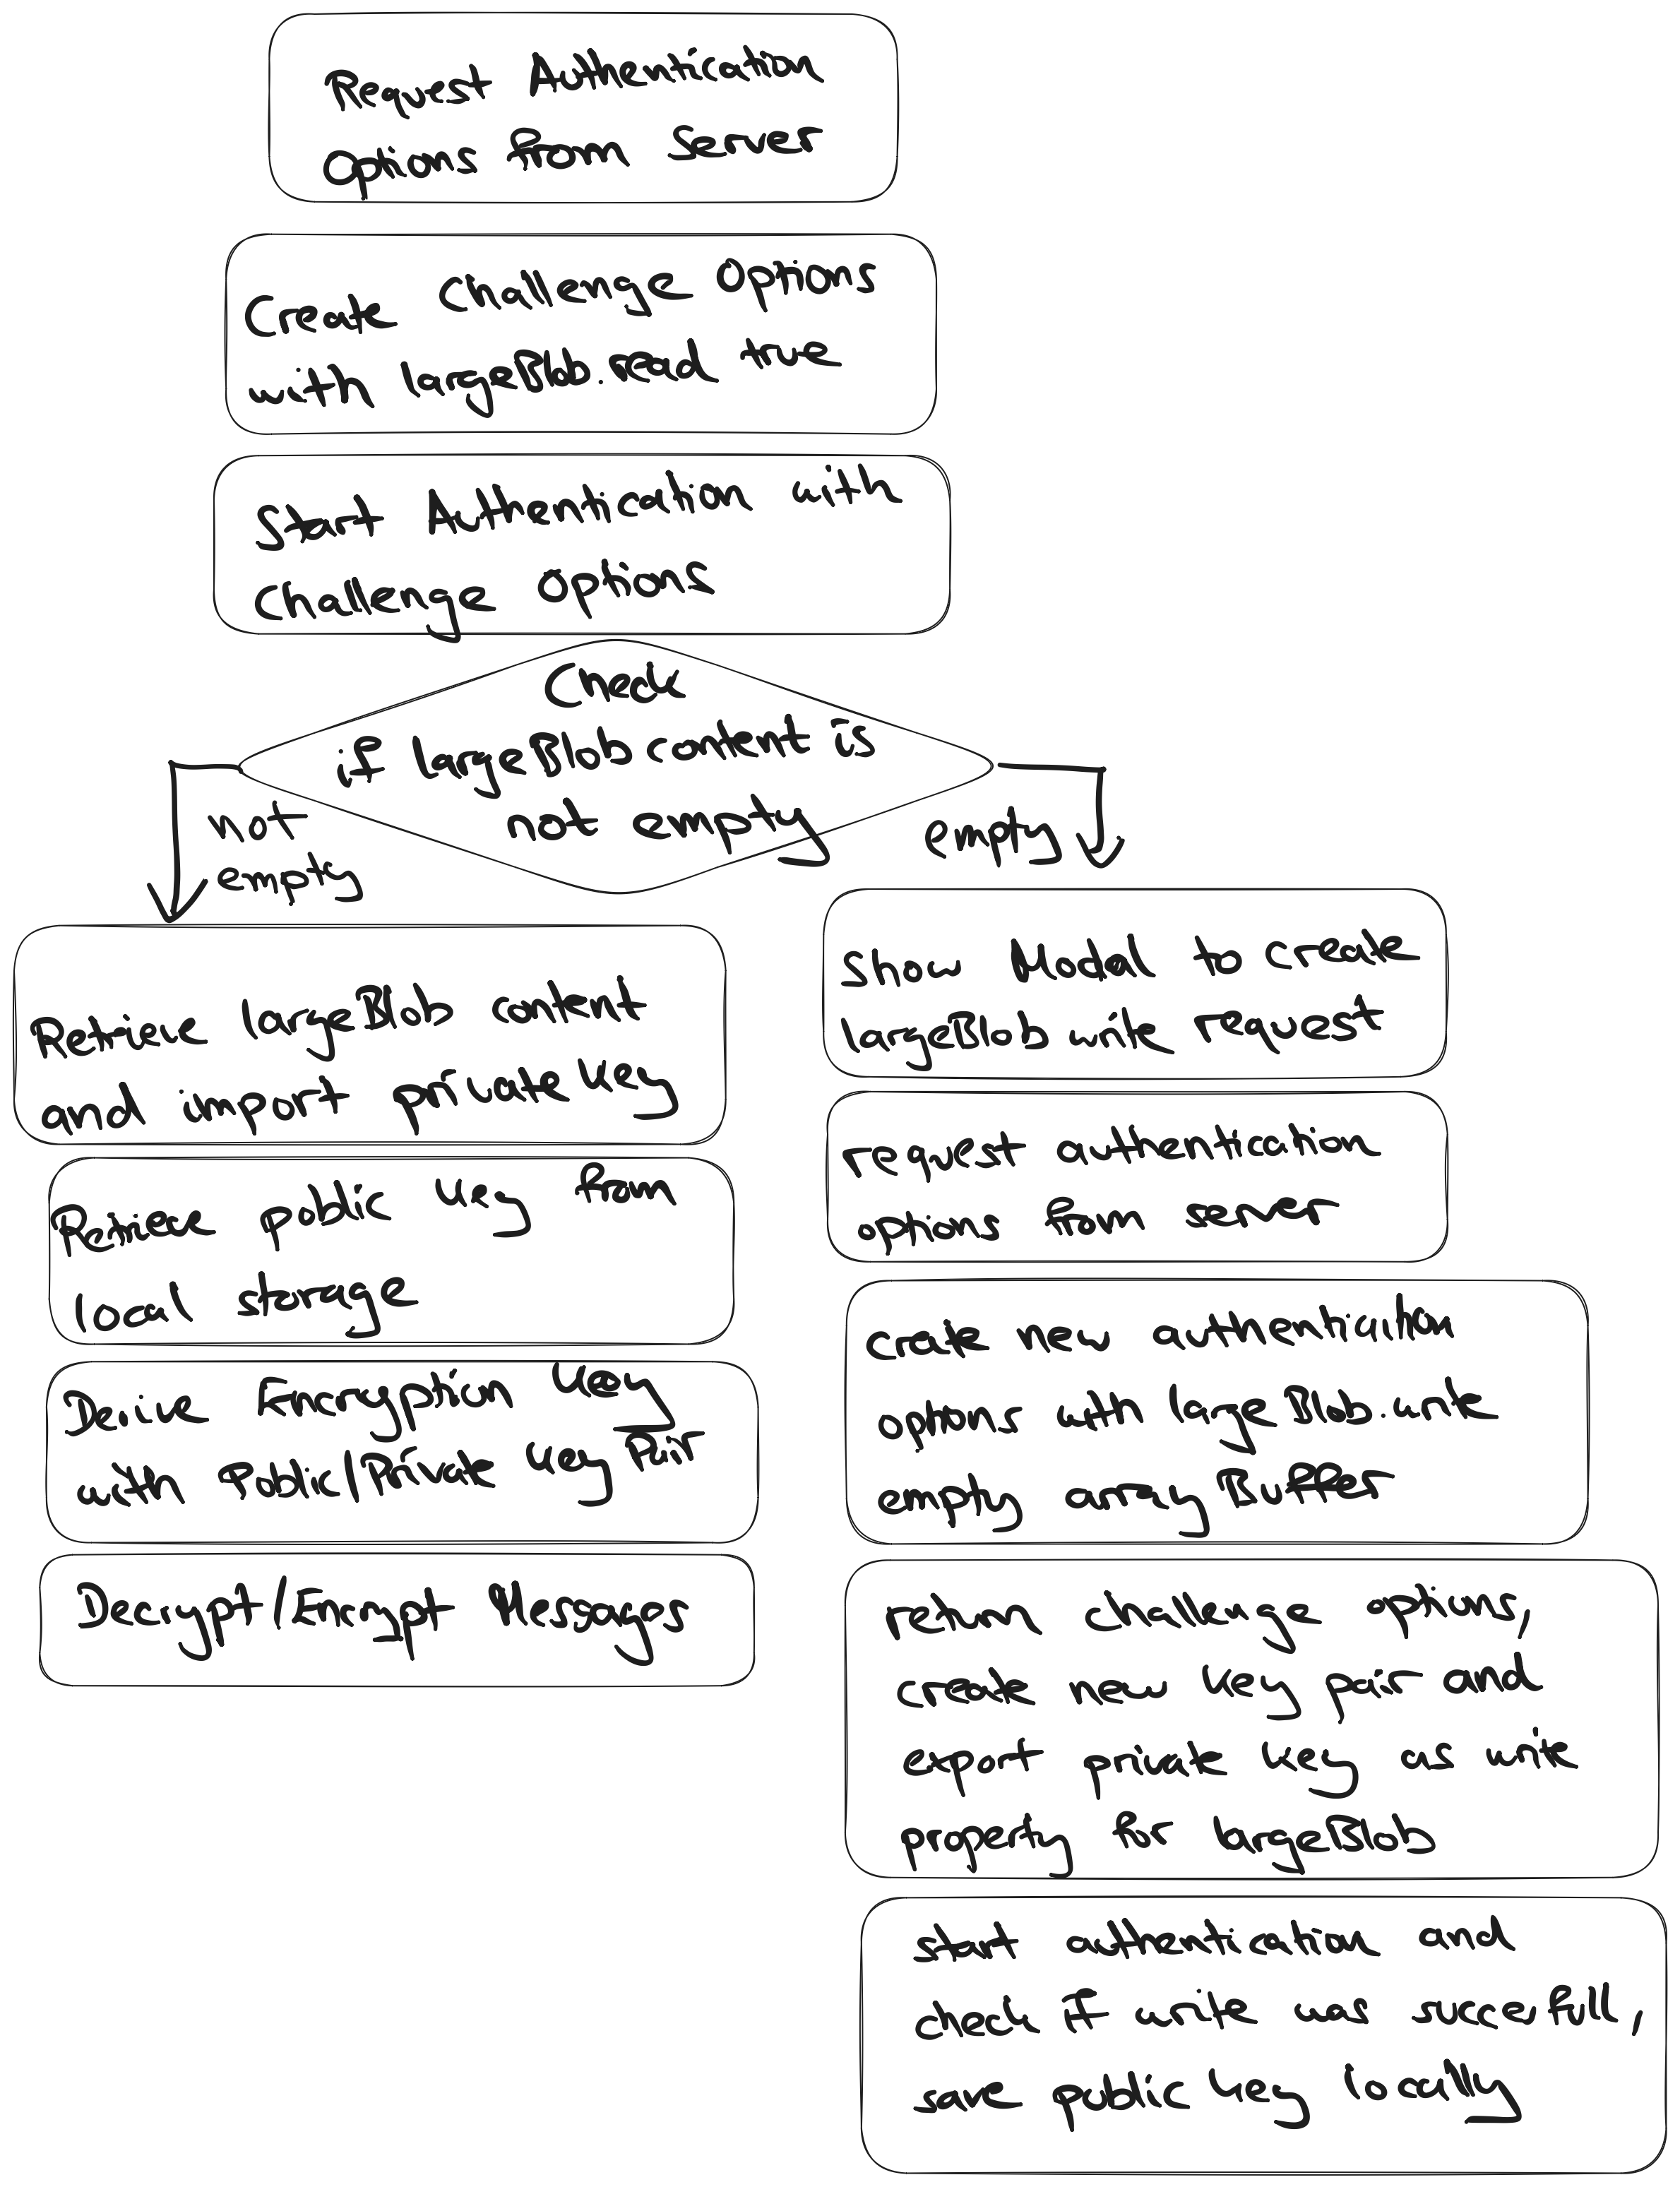 Request Authentication
Options from Server
Create Challenge Options
with largeBlob.read true
Start Authentication with
Challenge Options
Check
if largeBlob content is
not empty
not
empty
empty
Retrieve largeBlob content
and import private key
Retriece public key from
local storage
Derive Encryption Key
with Public/Private Key Pair
Decrypt/Encrypt Messages
Show Modal to create
largeBlob write request
request authentication
options from server
create new authentication
options with largeBlob.write
empty arrayBuffer
return challenge options,
create new key pair and
export private key as write
property for largeBlob
start authentication and
check if write was succesfull,
save public key locally